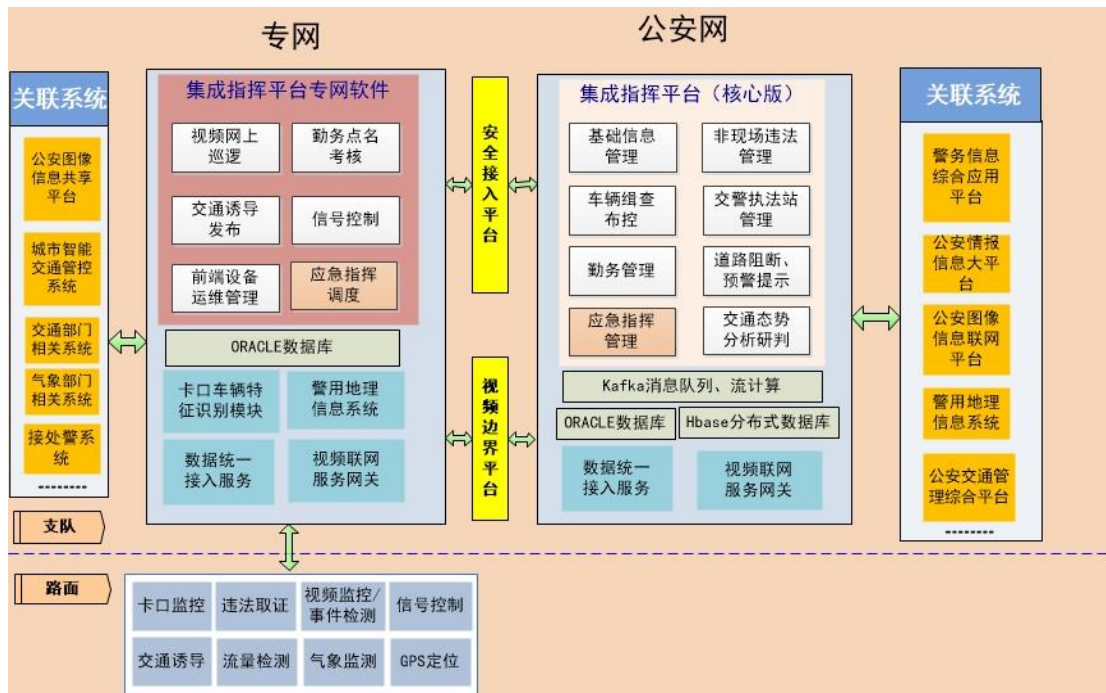 专网
公安网
关联系统
公安图像
信息共享
平台
城市智能
交通管控
系统
交通部门
相关系统
气象部门
相关系统
接处警系
统
--------
集成指挥平台专网软件
视频网上
巡逻
勤务点名
考核
交通诱导
发布
信号控制
前端设备
运维管理
应急指挥
调度
ORACLE数据库
卡口车辆特
征识别模块
警用地理
信息系统
数据统一
接入服务
视频联网
服务网关
安全接入平台
视频边界平台
集成指挥平台（核心版）
基础信息
管理
非现场违法
管理
车辆缉查
布控
交警执法站
管理
勤务管理
道路阻断、
预警提示
应急指挥
管理
交通态势
分析研判
Kafka消息队列、流计算
ORACLE数据库
Hbase分布式数据库
数据统一
接入服务
视频联网
服务网关
关联系统
警务信息
综合应用
平台
公安情报
信息大平
台
公安图像
信息联网
平台
警用地理
信息系统
公安交通管
理综合平台
--------
支队
路面
卡口监控
违法取证
视频监控/
事件检测
信号控制
交通诱导
流量检测
气象监测
GPS定位